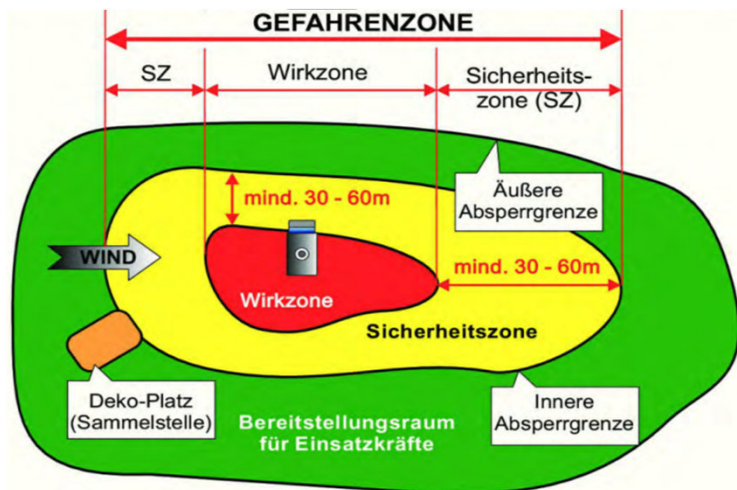 GEFAHRENZONE
SZ
Wirkzone
Sicherheits-
zone (SZ)
Äußere
Absperrgrenze
mind. 30 - 60m
WIND
mind. 30 - 60m
Wirkzone
Sicherheitszone
Deko-Platz
(Sammelstelle)
Innere
Absperrgrenze
Bereitstellungsraum
für Einsatzkräfte